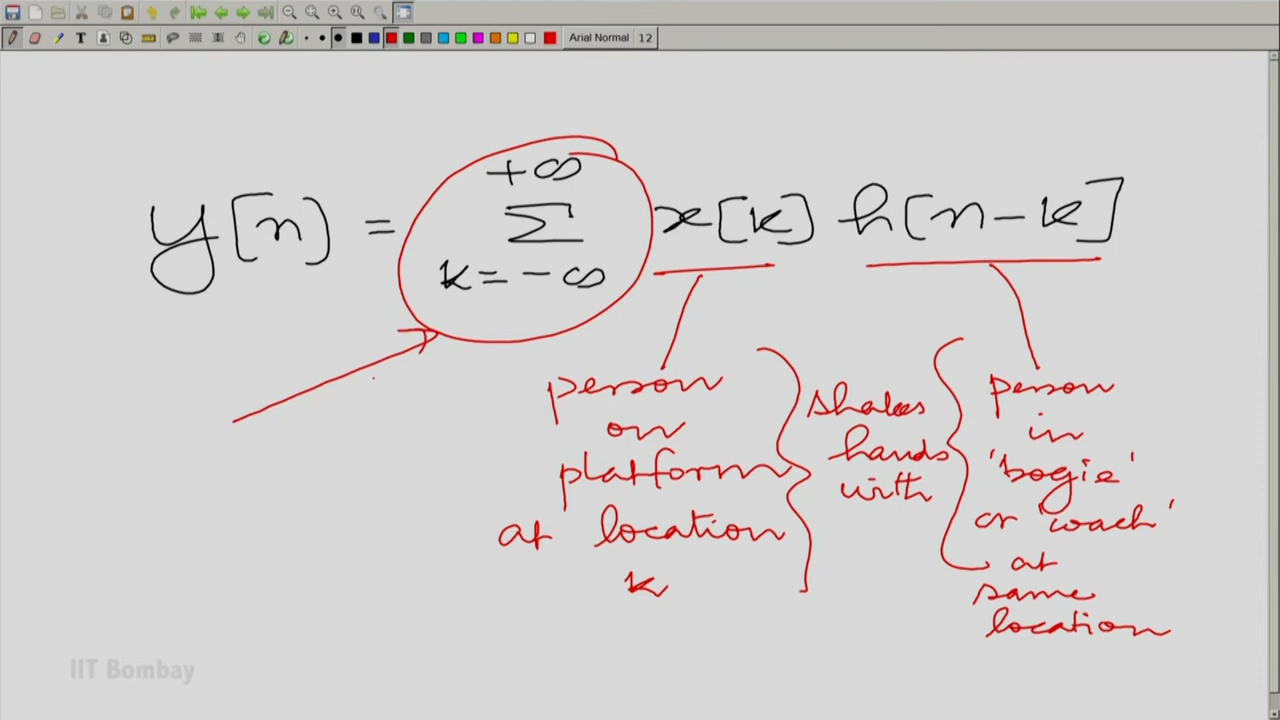 Arial Normal 12
y[n] = +∞ Σ k=-∞ x[k] h[n-k]
person
on
platform
at location
k
shakes
hands
with
person
in
'bogie'
or 'coach'
at
same
location
IIT Bombay